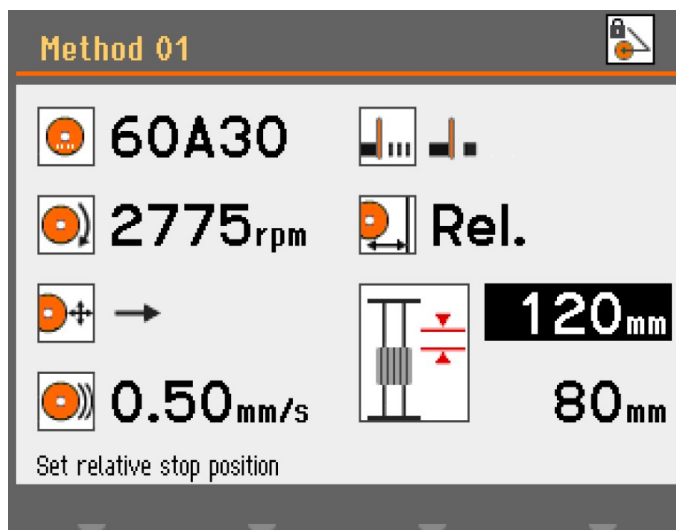 Method 01
60A30
2775rpm
Rel.
120mm
0.50mm/s
80mm
Set relative stop position